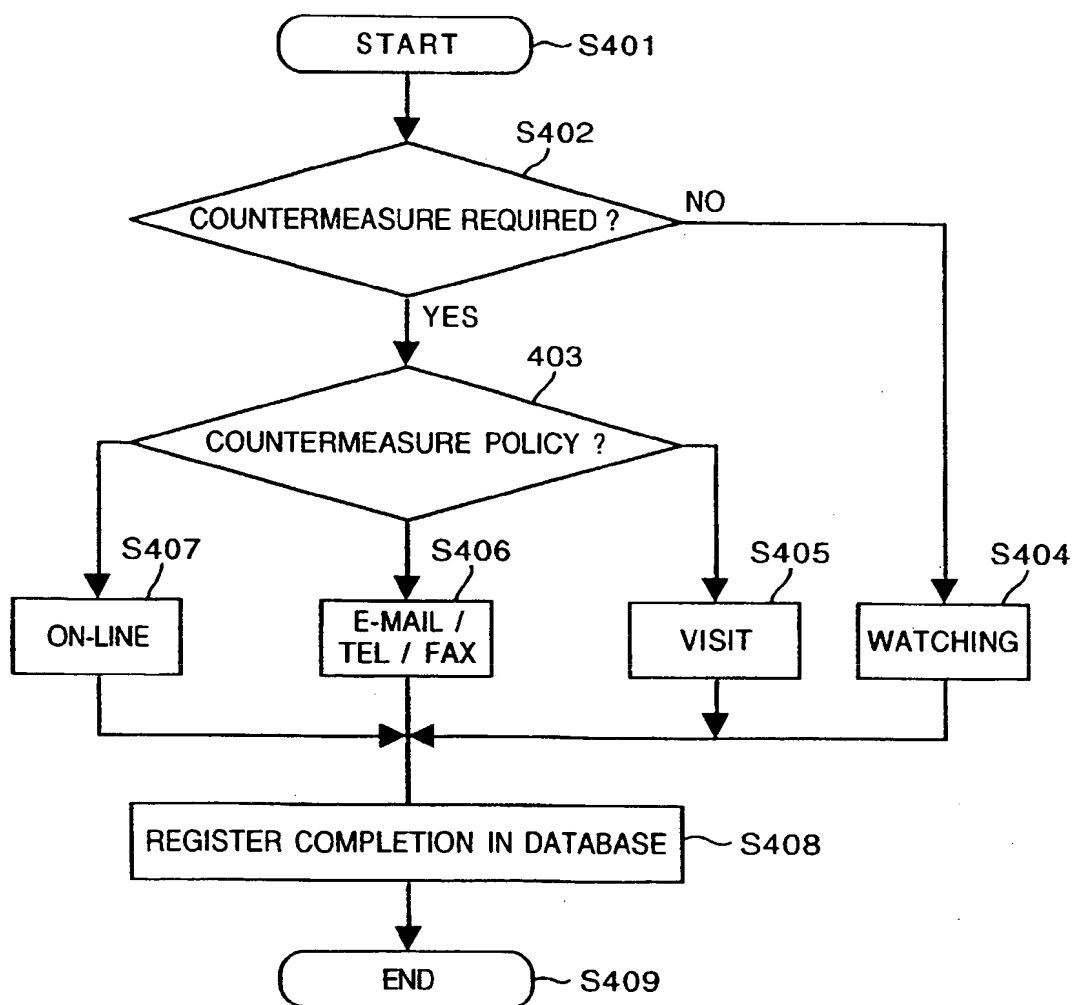 START
S401
S402
COUNTERMEASURE REQUIRED ?
NO
YES
403
COUNTERMEASURE POLICY ?
S407
S406
S405
S404
ON-LINE
E-MAIL /
TEL / FAX
VISIT
WATCHING
REGISTER COMPLETION IN DATABASE
S408
END
S409